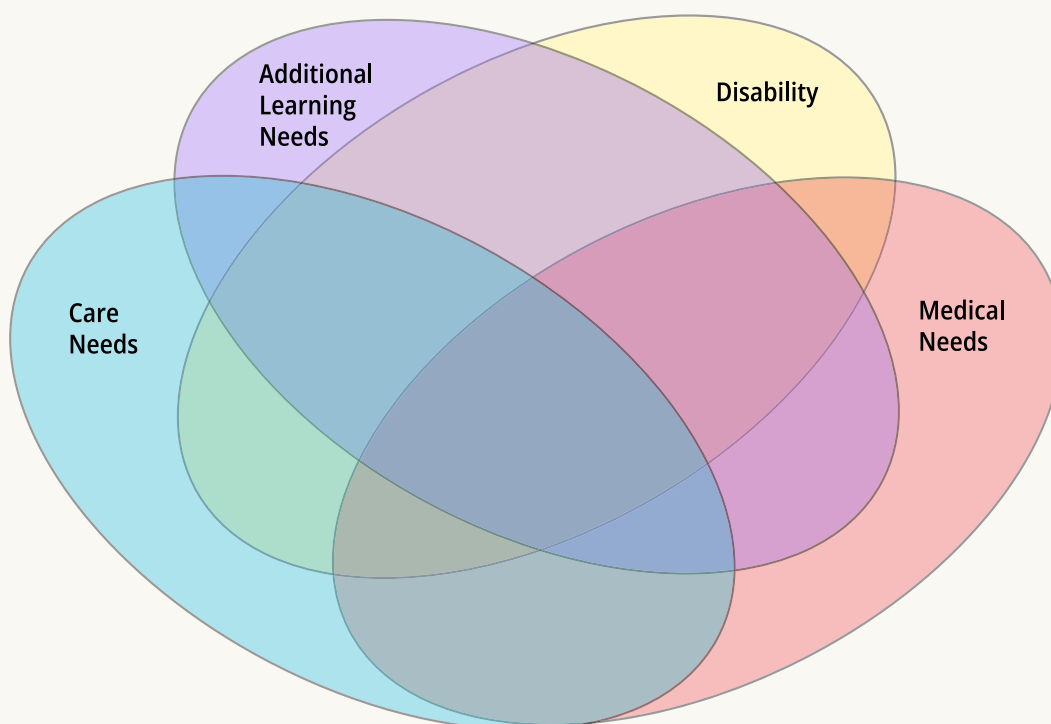 Additional
Learning
Needs
Disability
Care
Needs
Medical
Needs